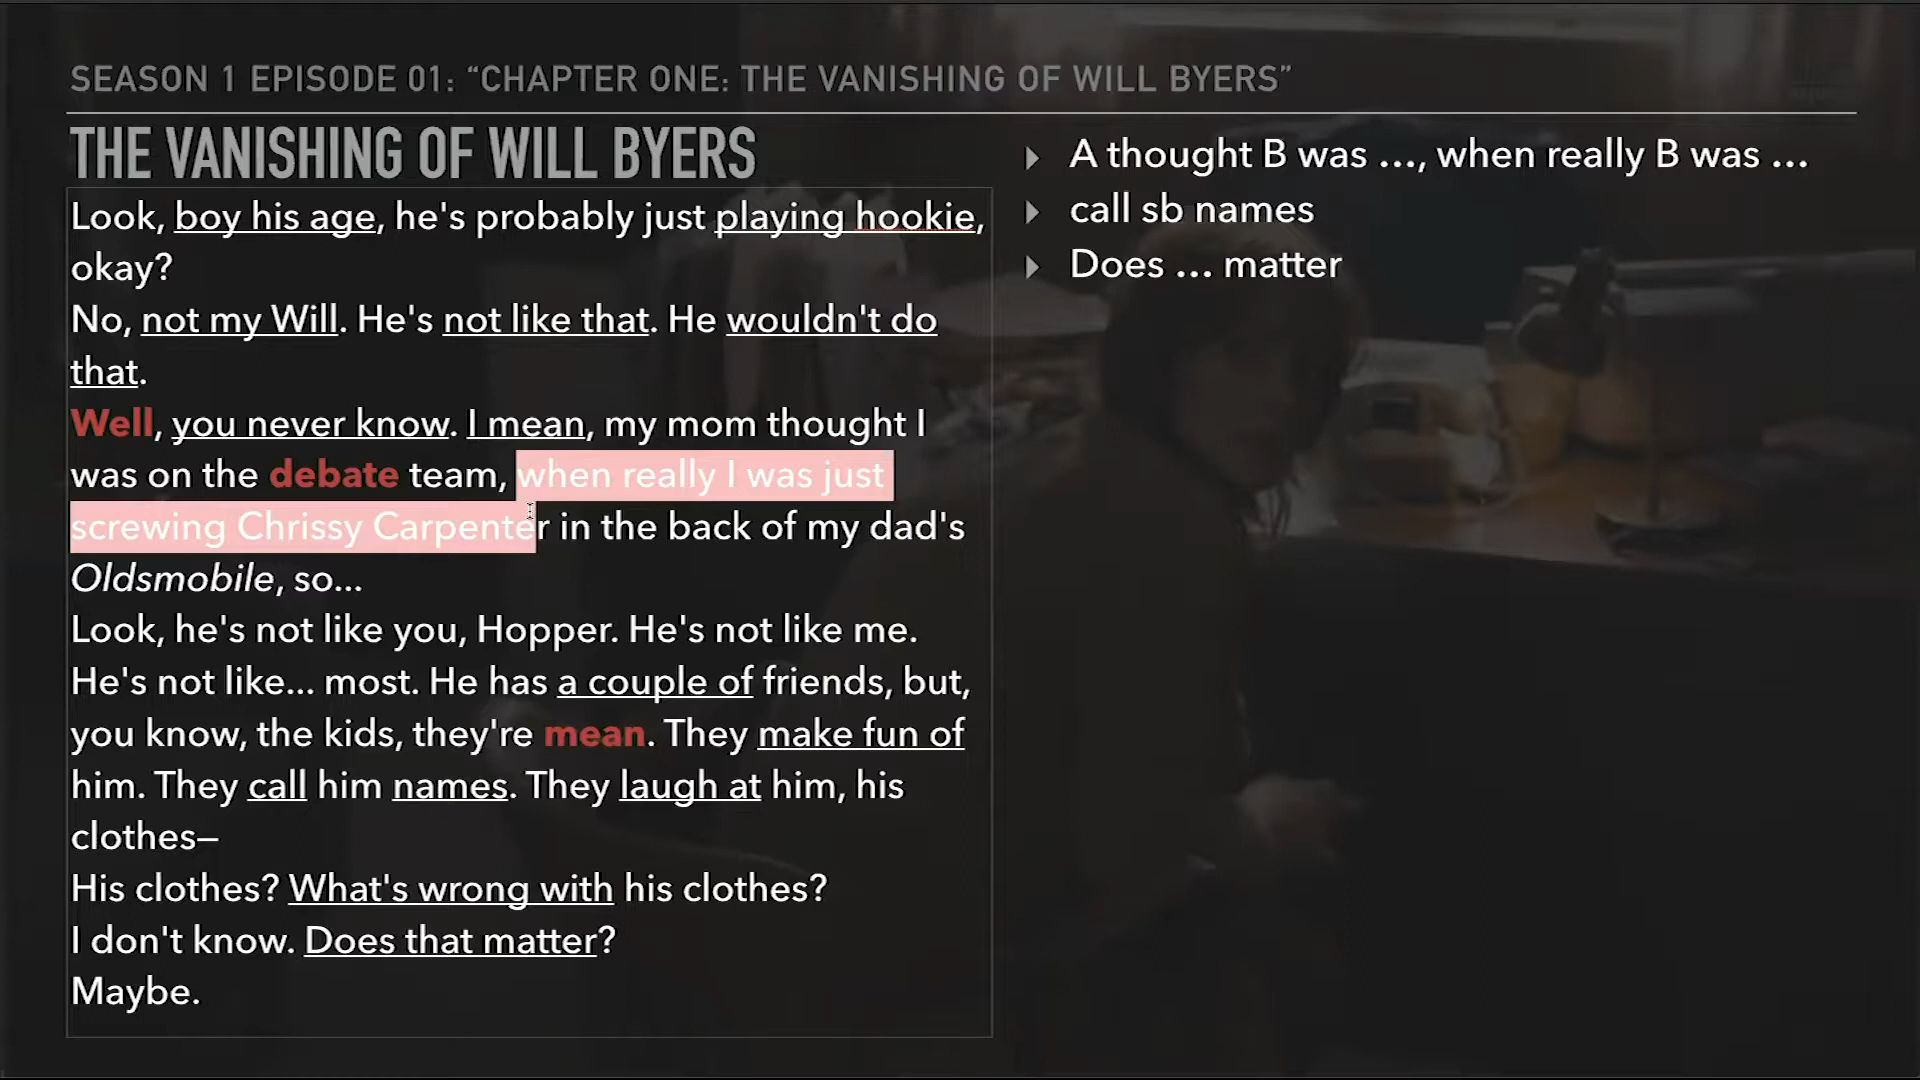 SEASON 1 EPISODE 01: “CHAPTER ONE: THE VANISHING OF WILL BYERS”
THE VANISHING OF WILL BYERS
Look, boy his age, he's probably just playing hookie,
okay?
No, not my Will. He's not like that. He wouldn't do
that.
Well, you never know. I mean, my mom thought I
was on the debate team, when really I was just
screwing Chrissy Carpenter in the back of my dad's
Oldsmobile, so...
Look, he's not like you, Hopper. He's not like me.
He's not like... most. He has a couple of friends, but,
you know, the kids, they're mean. They make fun of
him. They call him names. They laugh at him, his
clothes—
His clothes? What's wrong with his clothes?
I don't know. Does that matter?
Maybe.
A thought B was …, when really B was …
call sb names
Does … matter